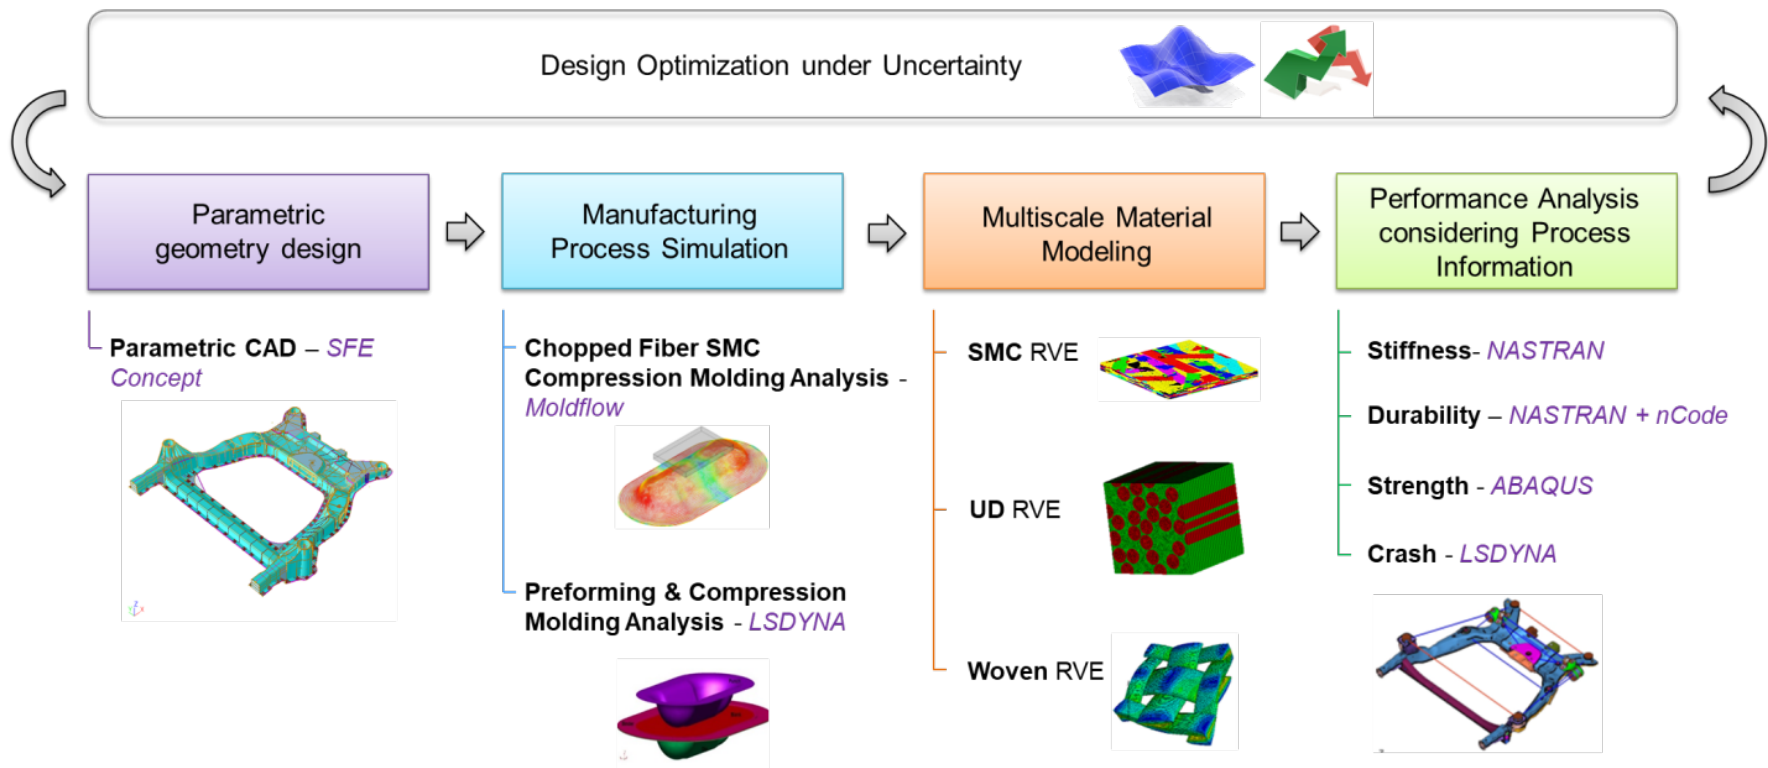 Design Optimization under Uncertainty
Parametric
geometry design
Manufacturing
Process Simulation
Multiscale Material
Modeling
Performance Analysis
considering Process
Information
Parametric CAD – SFE
Concept
Chopped Fiber SMC
Compression Molding Analysis -
Moldflow
Preforming & Compression
Molding Analysis - LSDYNA
SMC RVE
UD RVE
Woven RVE
Stiffness- NASTRAN
Durability – NASTRAN + nCode
Strength - ABAQUS
Crash - LSDYNA